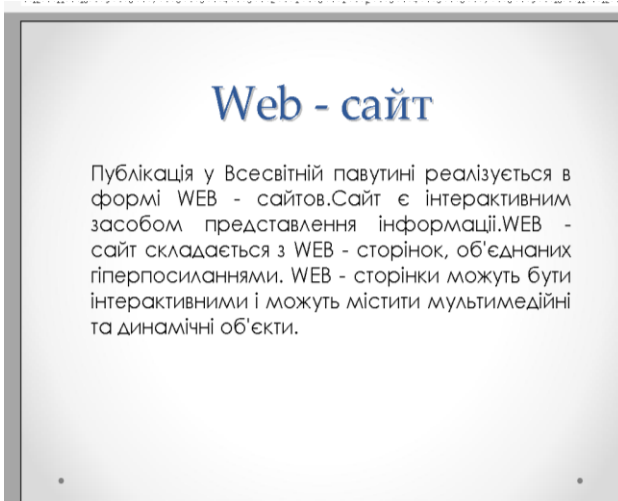 Web - сайт
Публікація у Всесвітній павутині реалізується в
формі WEB - сайтов.Сайт є інтерактивним
засобом представлення інформаціі.WEB -
сайт складається з WEB - сторінок, об'єднаних
гіперпосиланнями. WEB - сторінки можуть бути
інтерактивними і можуть містити мультимедійні
та динамічні об'єкти.